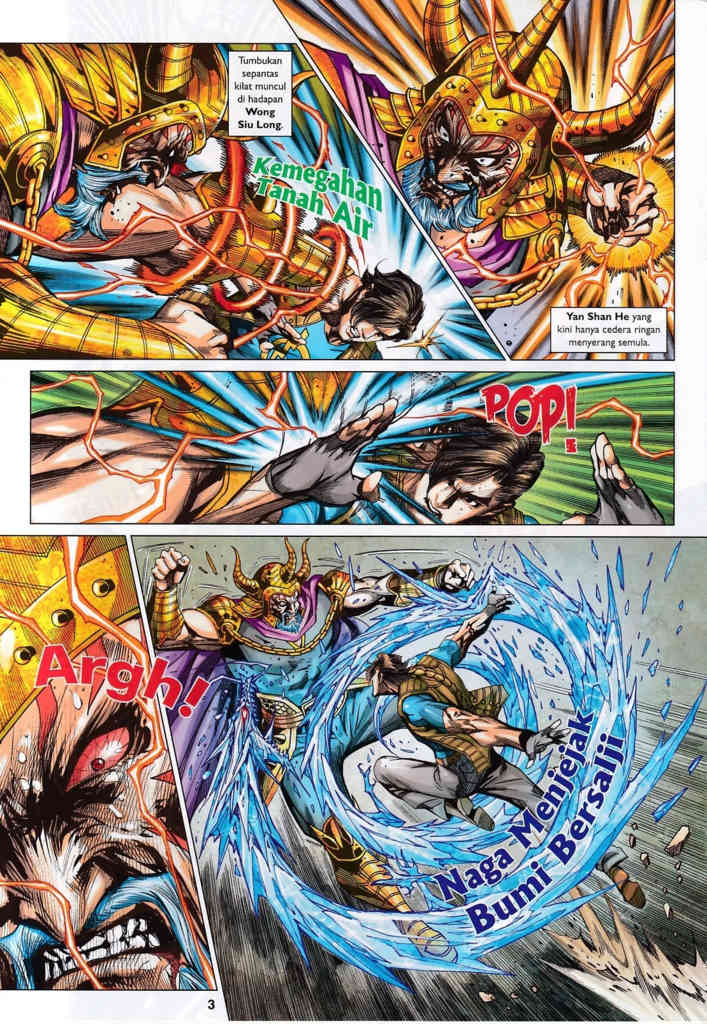 Tumbukan
sepantas
kilat muncul
di hadapan
Wong
Siu Long.
Kemegahan
Tanah Air
Yan Shan He yang
kini hanya cedera ringan
menyerang semula.
POP!
Argh!
Naga Menjejak
Bumi Bersalji
3